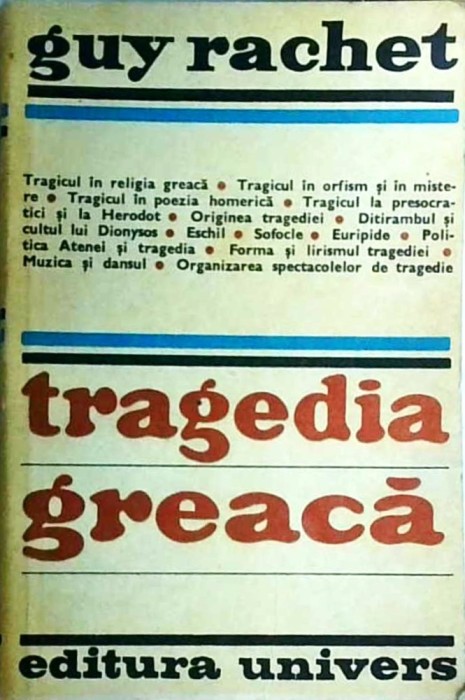 guy rachet
Tragicul în religia greacă • Tragicul în orfism și în miste-
re • Tragicul în poezia homerică • Tragicul la presocra-
tici și la Herodot • Originea tragediei • Ditirambul și
cultul lui Dionysos • Eschil • Sofocle • Euripide • Poli-
tica Atenei și tragedia • Forma și lirismul tragediei •
Muzica și dansul • Organizarea spectacolelor de tragedie
tragedia
greacă
editura univers